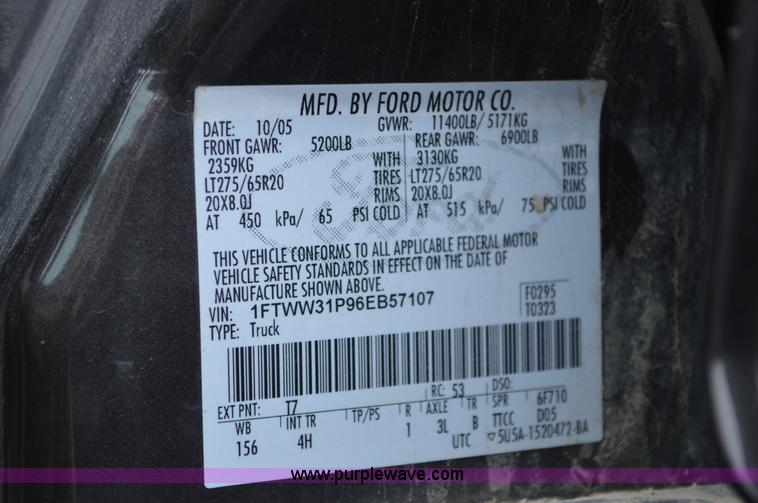 MFD. BY FORD MOTOR CO.
DATE: 10/05 GVWR: 11400LB/ 5171KG
FRONT GAWR: 5200LB REAR GAWR: 6900LB
2359KG WITH 3130KG WITH
LT275/65R20 TIRES LT275/65R20 TIRES
20X8.0J RIMS 20X8.0J RIMS
AT 450 kPa/ 65 PSI COLD AT 515 kPa/ 75 PSI COLD
Ford
THIS VEHICLE CONFORMS TO ALL APPLICABLE FEDERAL MOTOR
VEHICLE SAFETY STANDARDS IN EFFECT ON THE DATE OF
MANUFACTURE SHOWN ABOVE.
VIN: 1FTWW31P96EB57107 F0295
TYPE: Truck T0323
EXT PNT: T7 RC: 53 DSO:
WB INT TR TP/PS R AXLE TR SPR 6F710
156 4H 1 3L B TTCC D05
UTC ▽5U5A-1520472-BA
www.purplewave.com